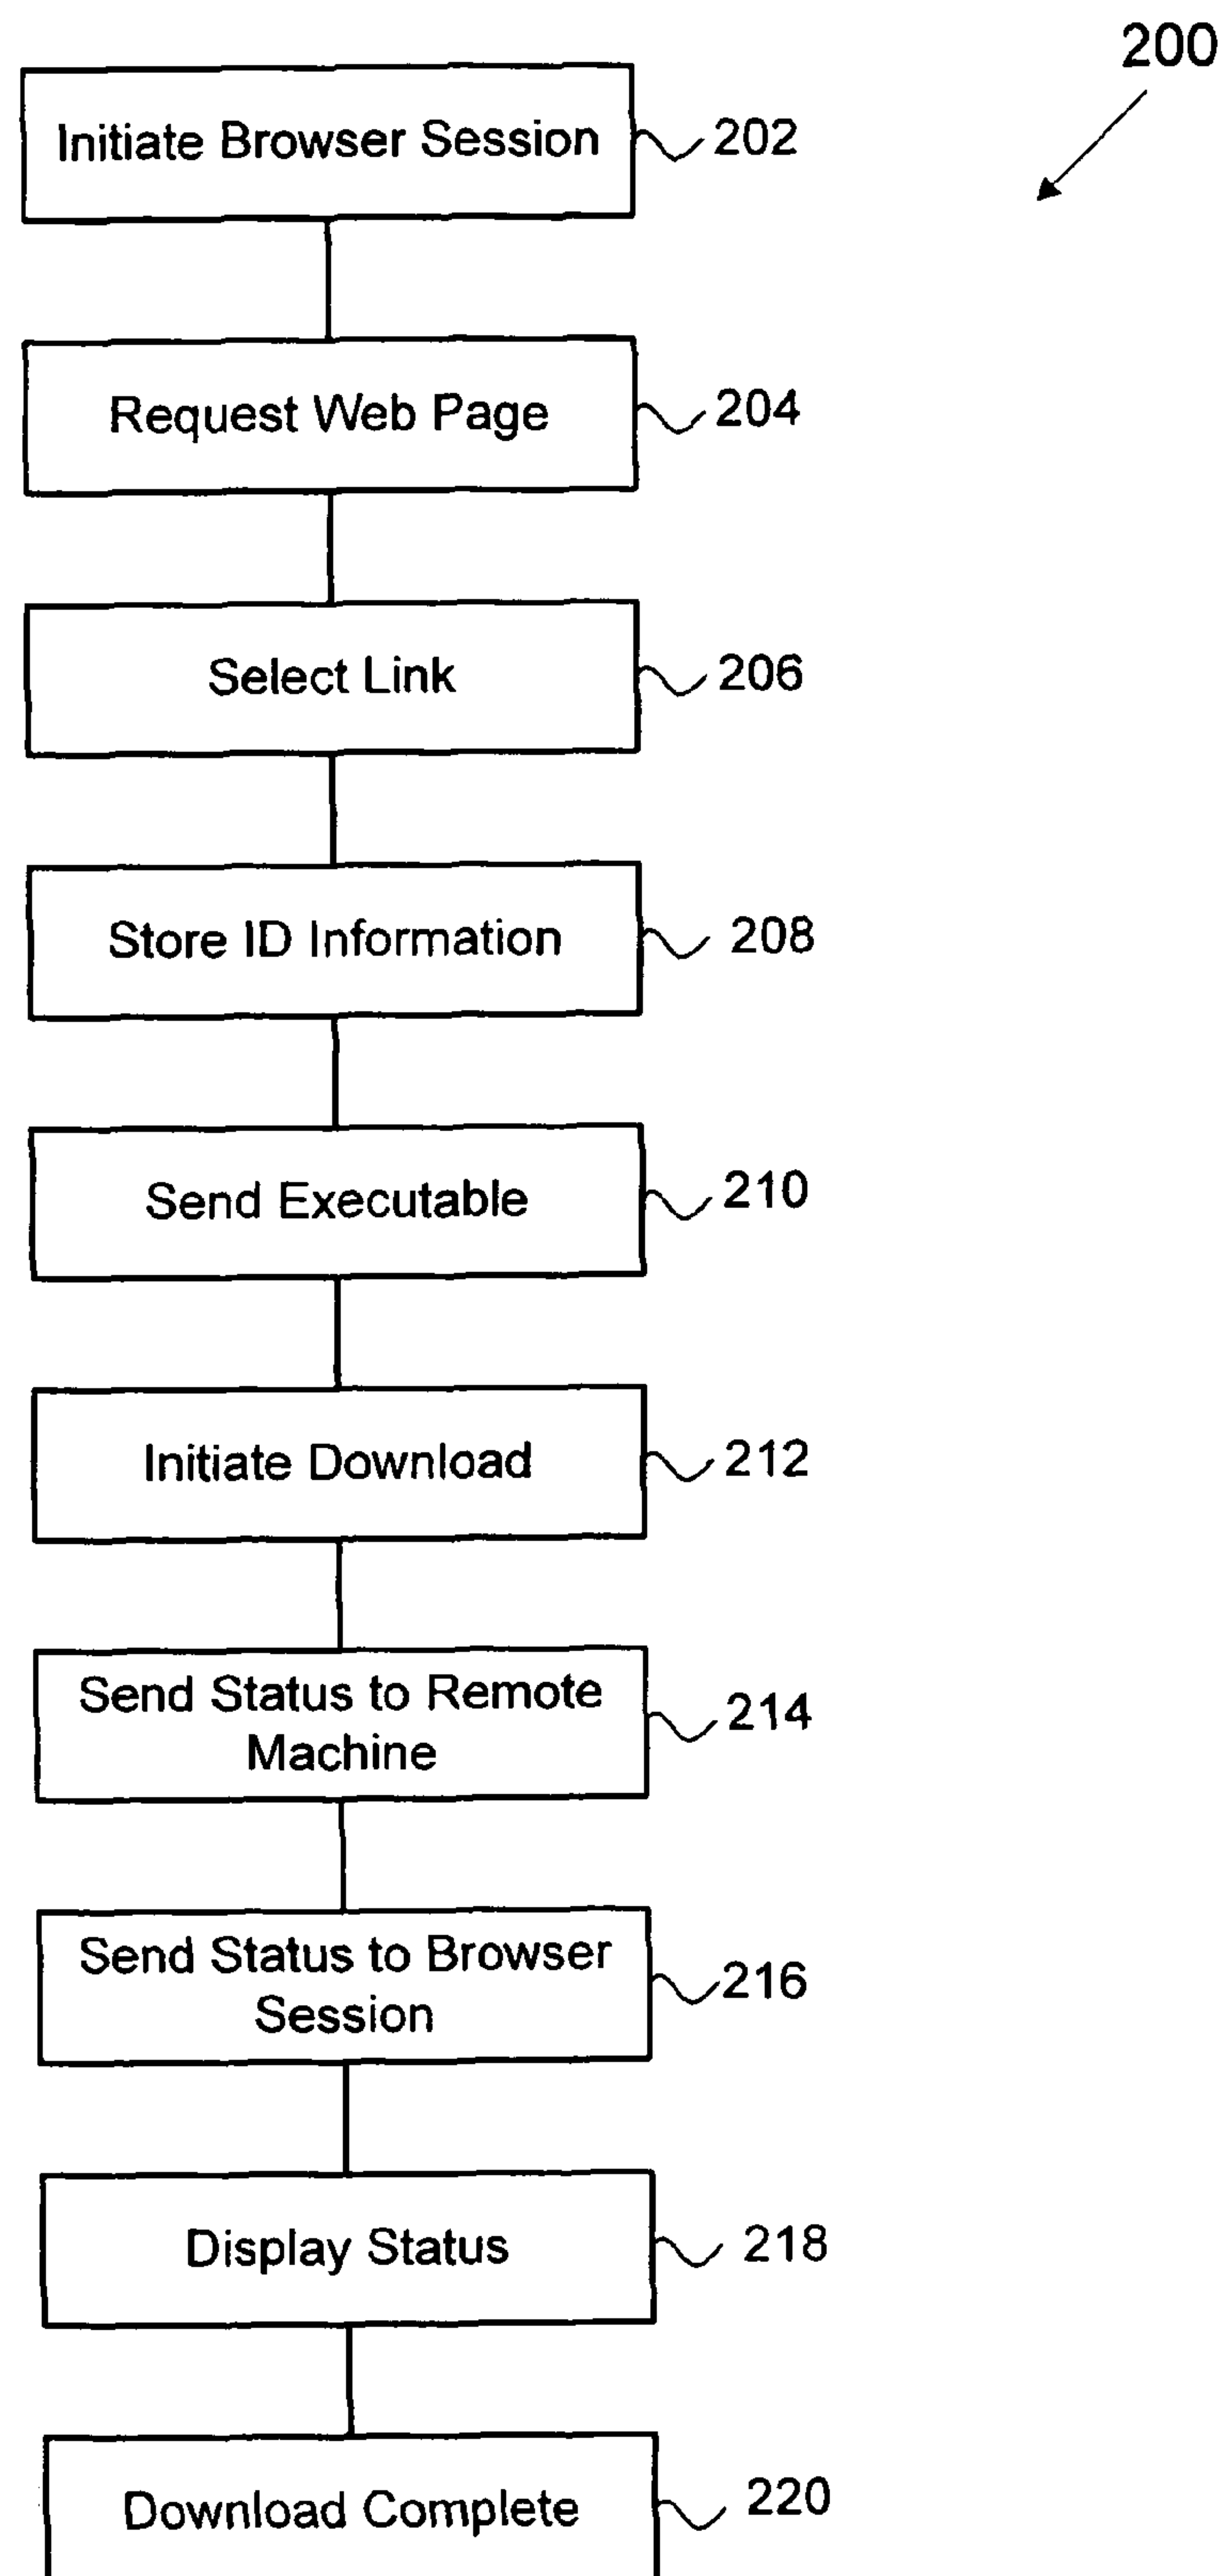 200
Initiate Browser Session
202
Request Web Page
204
Select Link
206
Store ID Information
208
Send Executable
210
Initiate Download
212
Send Status to Remote
Machine
214
Send Status to Browser
Session
216
Display Status
218
Download Complete
220